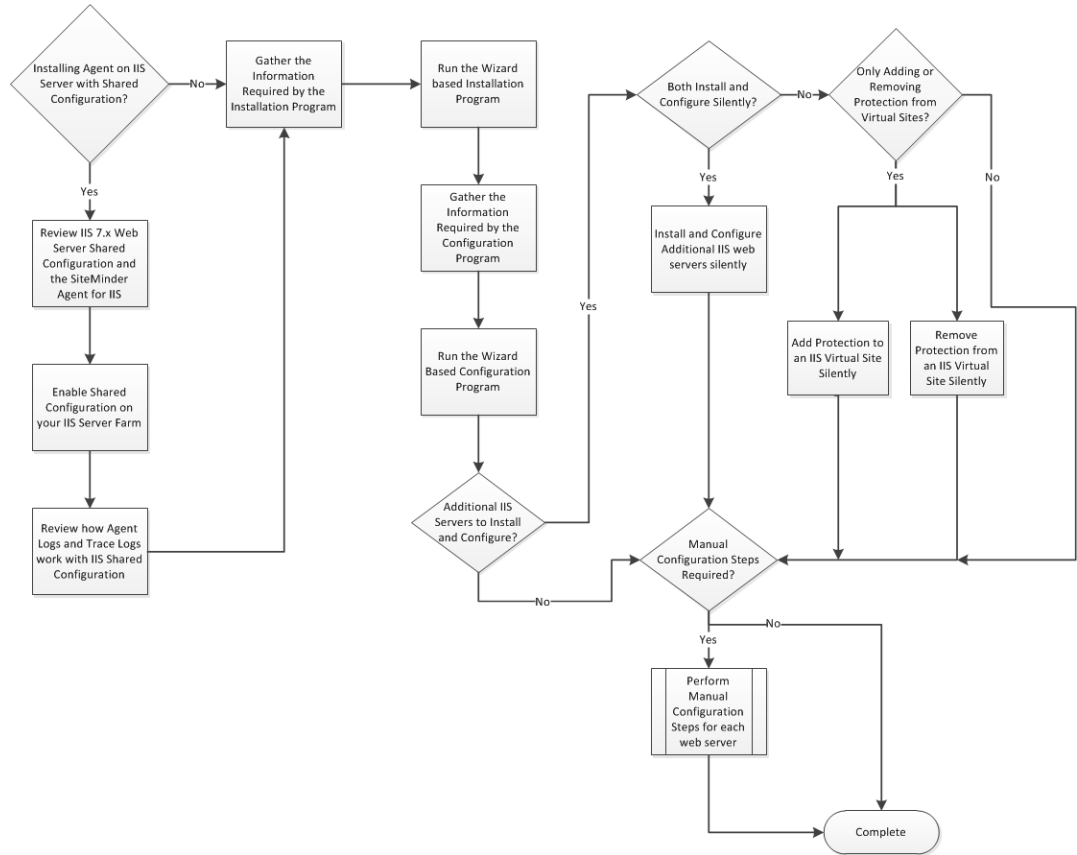 Installing Agent on IIS
Server with Shared
Configuration?
No
Yes
Review IIS 7.x Web
Server Shared
Configuration and
the SiteMinder
Agent for IIS
Enable Shared
Configuration on
your IIS Server Farm
Review how Agent
Logs and Trace Logs
work with IIS Shared
Configuration
Gather the
Information
Required by the
Installation Program
Run the Wizard
based Installation
Program
Gather the
Information
Required by the
Configuration
Program
Run the Wizard
Based Configuration
Program
Additional IIS
Servers to Install
and Configure?
Yes
No
Both Install and
Configure Silently?
No
Yes
Install and Configure
Additional IIS web
servers silently
Only Adding or
Removing
Protection from
Virtual Sites?
Yes
No
Add Protection to
an IIS Virtual Site
Silently
Remove
Protection from
an IIS Virtual
Site Silently
Manual
Configuration Steps
Required?
No
Yes
Perform
Manual
Configuration
Steps for each
web server
Complete